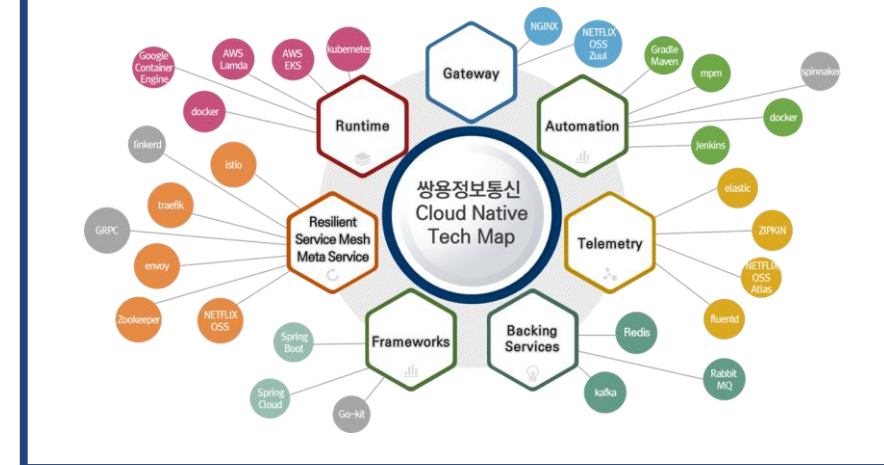 쌍용정보통신
Cloud Native
Tech Map
Gateway
NGINX
NETFLIX
OSS
Zuul
Automation
Gradle
Maven
mpm
spinnaker
docker
Jenkins
Telemetry
elastic
ZIPKIN
NETFLIX
OSS
Atlas
fluentd
Backing
Services
Redis
Rabbit
MQ
kafka
Frameworks
Spring
Boot
Spring
Cloud
Go-kit
Resilient
Service Mesh
Meta Service
linkerd
istio
traefik
GRPC
envoy
Zookeeper
NETFLIX
OSS
Runtime
Google
Container
Engine
AWS
Lamda
AWS
EKS
kubernetes
docker